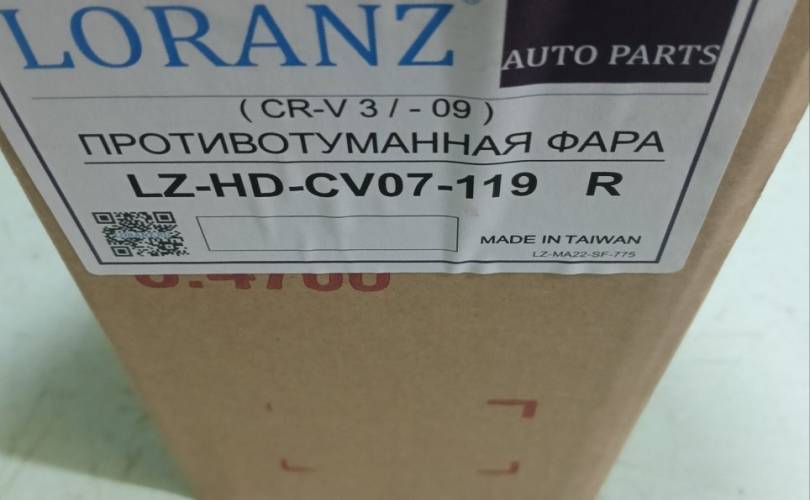 LORANZ®
AUTO PARTS
( CR-V 3 / - 09 )
ПРОТИВОТУМАННАЯ ФАРА
LZ-HD-CV07-119 R
MADE IN TAIWAN
LZ-MA22-SF-775